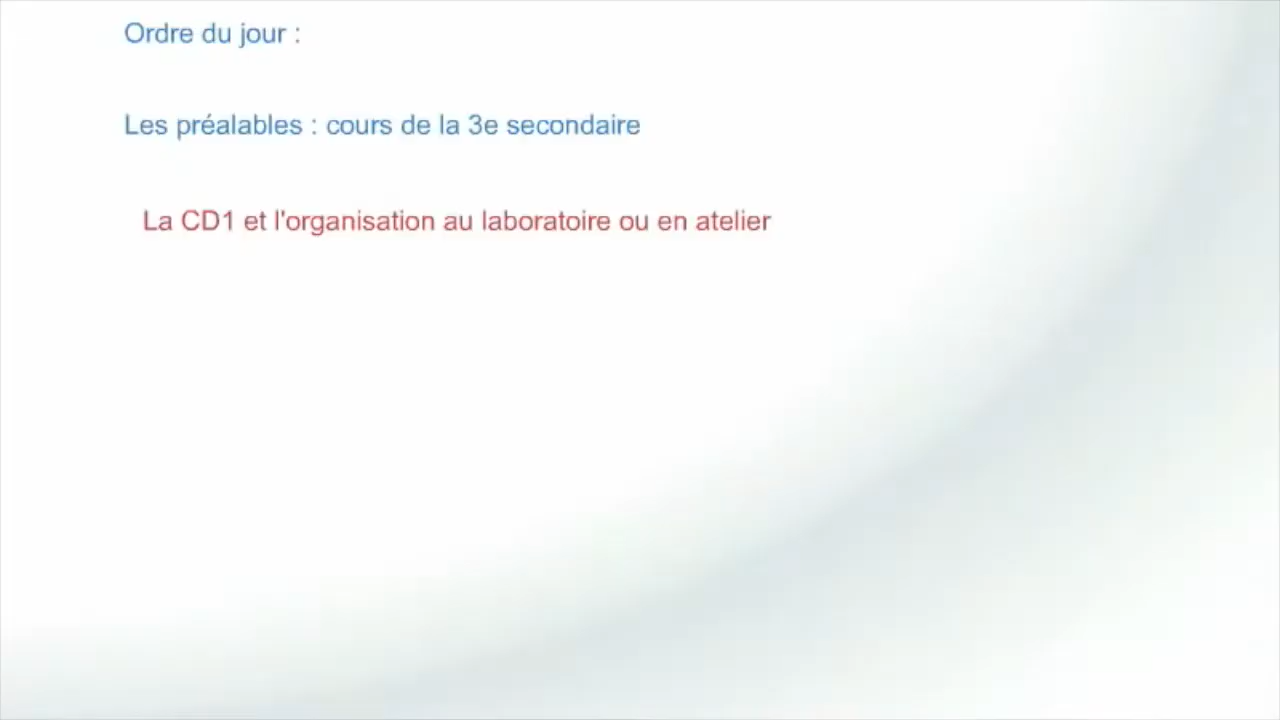 Ordre du jour :
Les préalables : cours de la 3e secondaire
La CD1 et l'organisation au laboratoire ou en atelier